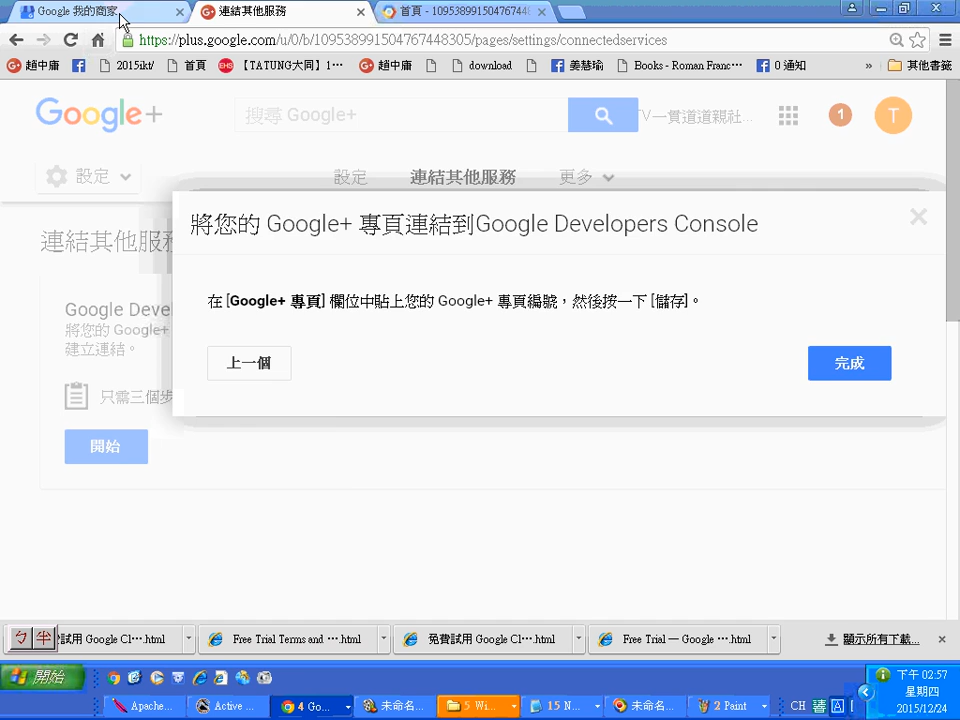 Google 我的商家
連結其他服務
首頁 - 109538991504767448
https://plus.google.com/u/0/b/109538991504767448305/pages/settings/connectedservices
趙中庸
2015ikt/
首頁
【TATUNG大同】1…
趙中庸
download
姜慧瑜
Books - Roman Franc…
0 通知
»
其他書籤
Google+
搜尋 Google+
TV一貫道道親社...
1
T
設定
設定
連結其他服務
更多
連結其他服務
將您的 Google+ 專頁連結到Google Developers Console
Google Deve
將您的 Google+
建立連結。
在 [Google+ 專頁] 欄位中貼上您的 Google+ 專頁編號，然後按一下 [儲存]。
上一個
完成
只需三個步
開始
ㄅ 半
試用 Google Cl….html
Free Trial Terms and ….html
免費試用 Google Cl….html
Free Trial — Google ….html
顯示所有下載...
開始
下午 02:57
星期四
2015/12/24
Apache...
Active ...
4 Go...
未命名...
5 Wi...
15 N...
未命名...
2 Paint
CH